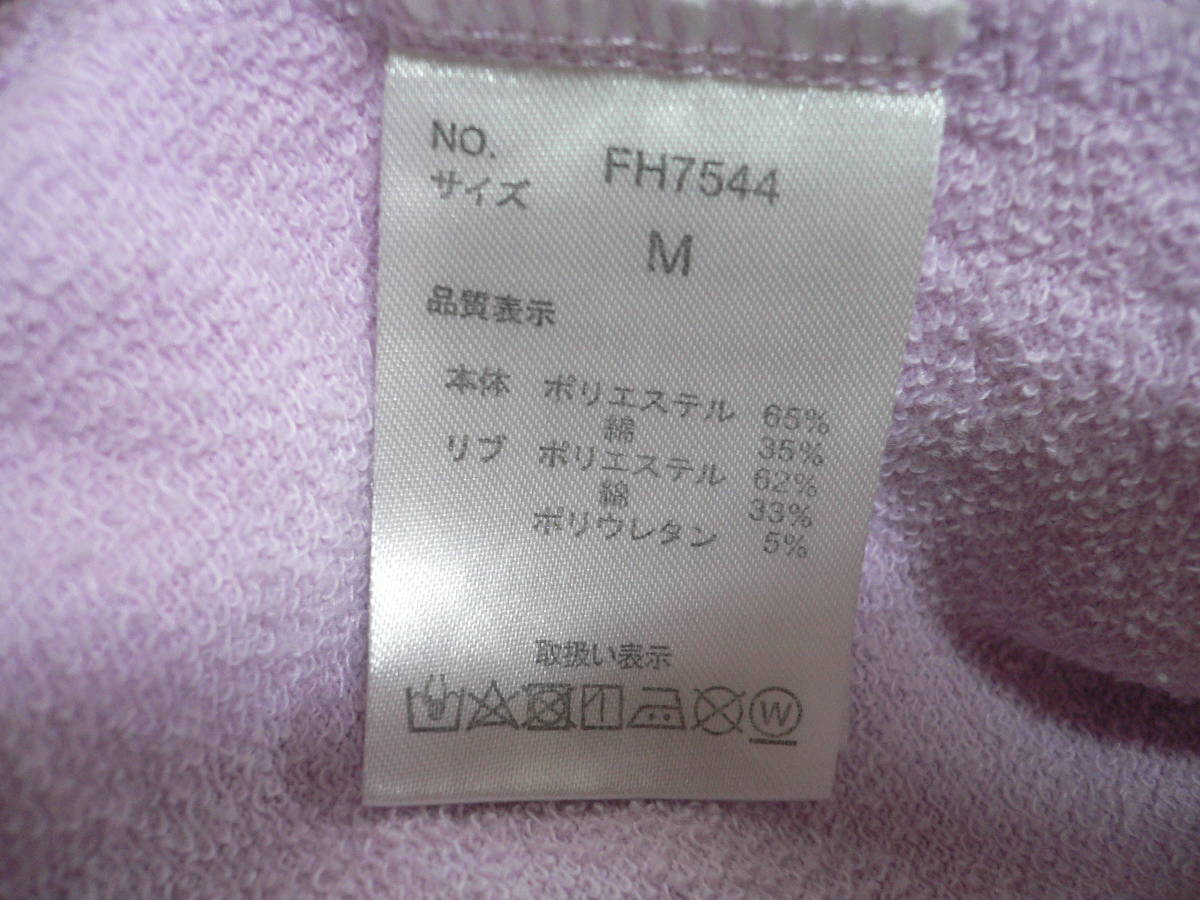 NO. FH7544
サイズ M
品質表示
本体 ポリエステル 65%
綿 35%
リブ ポリエステル 62%
綿 33%
ポリウレタン 5%
取扱い表示
W